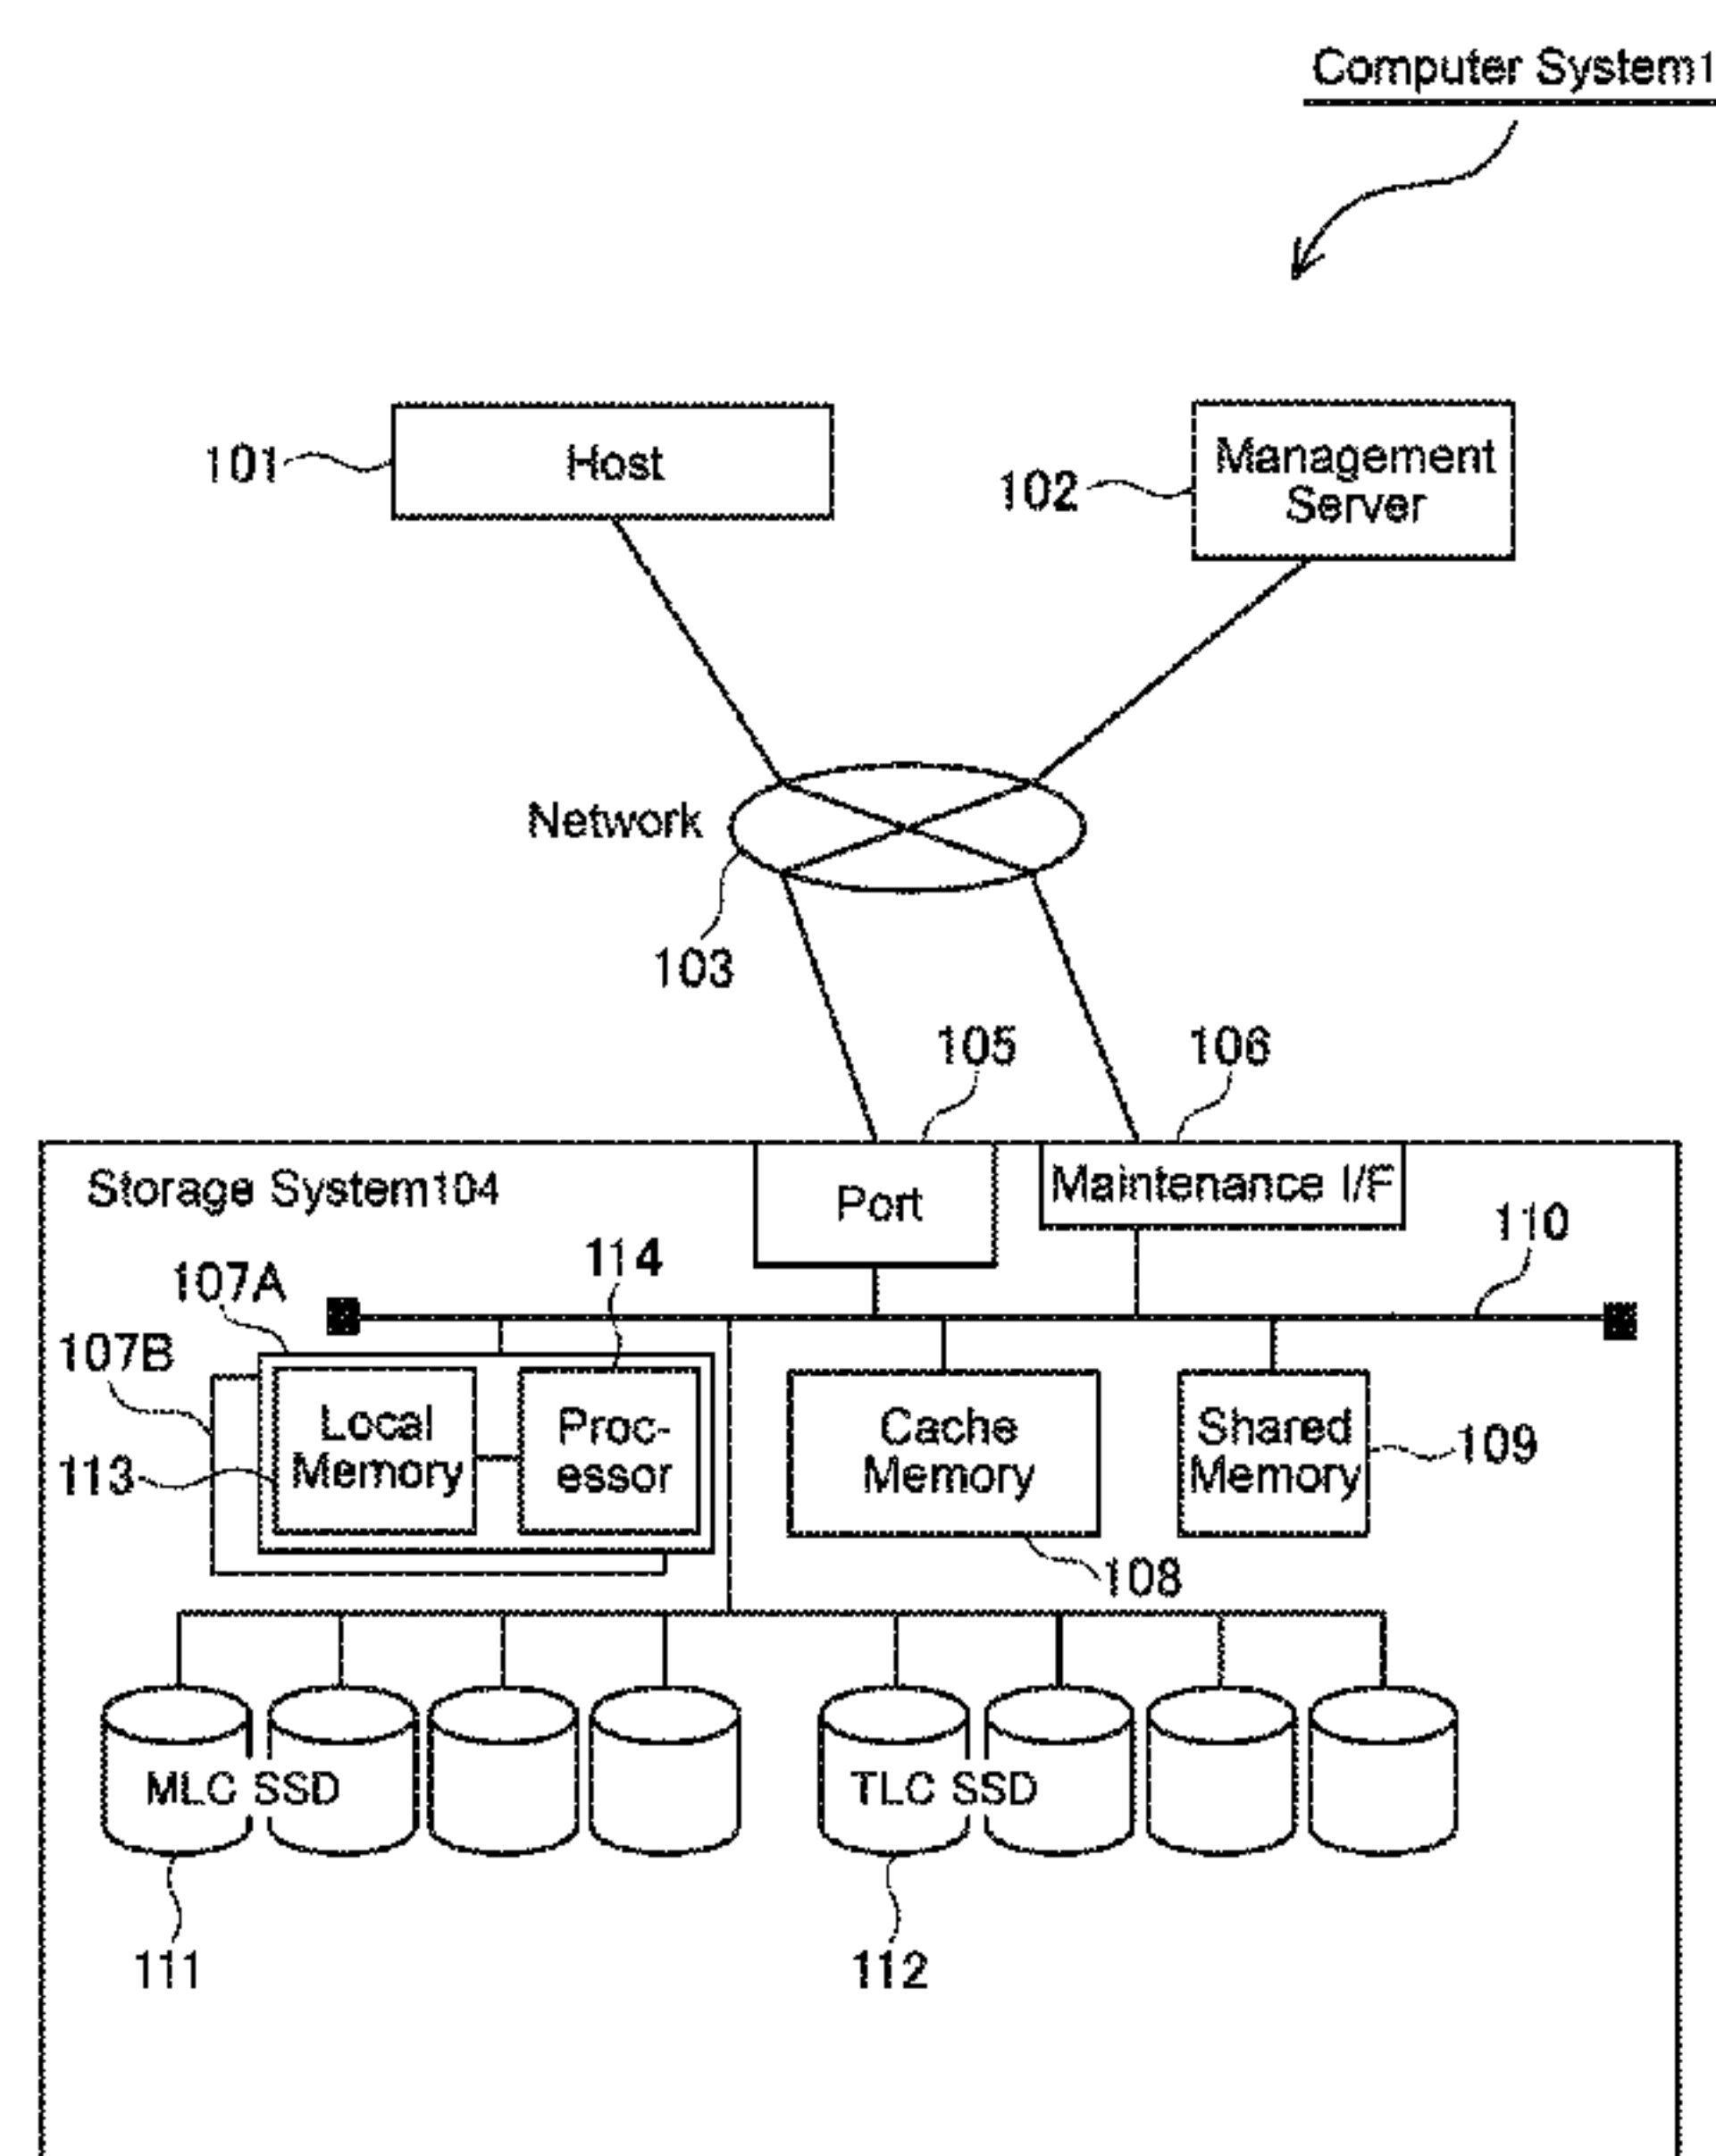 Computer System1
101
Host
102
Management
Server
Network
103
105
106
Storage System104
Port
Maintenance I/F
110
107A
114
107B
Local
Memory
Proc-
essor
Cache
Memory
Shared
Memory
109
113
108
MLC SSD
TLC SSD
111
112